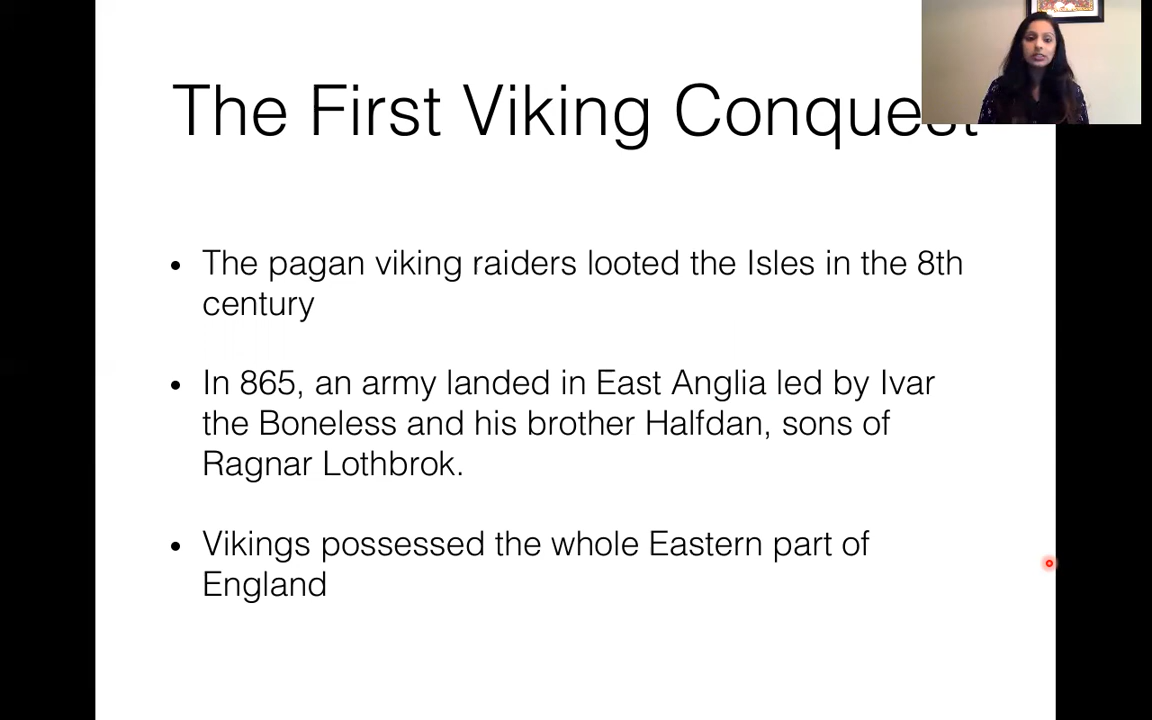 The First Viking Conquest
• The pagan viking raiders looted the Isles in the 8th
century
• In 865, an army landed in East Anglia led by Ivar
the Boneless and his brother Halfdan, sons of
Ragnar Lothbrok.
• Vikings possessed the whole Eastern part of
England